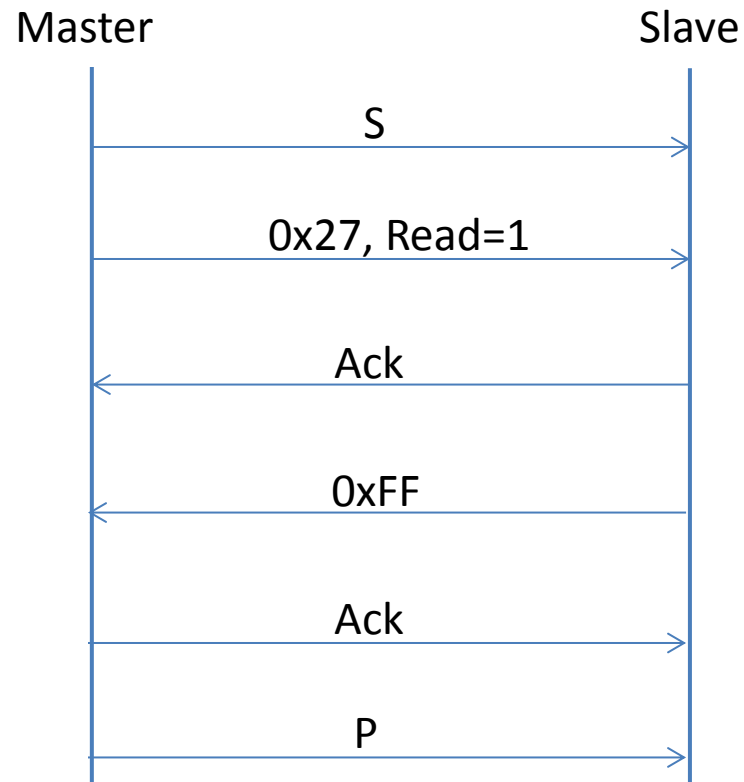 Master
Slave
S
0x27, Read=1
Ack
0xFF
Ack
P